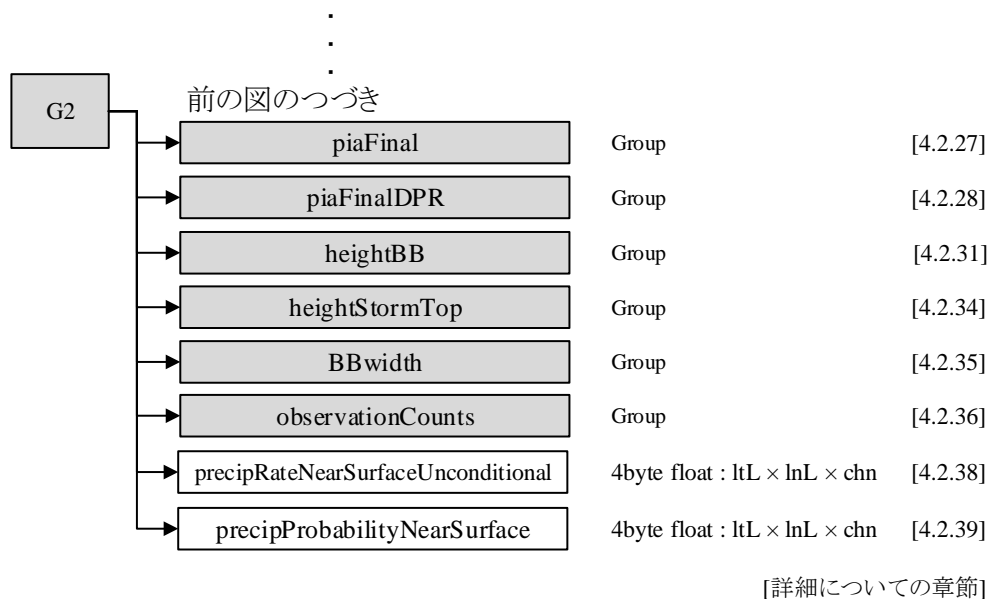 G2
前の図のつづき
piaFinal Group [4.2.27]
piaFinalDPR Group [4.2.28]
heightBB Group [4.2.31]
heightStormTop Group [4.2.34]
BBwidth Group [4.2.35]
observationCounts Group [4.2.36]
precipRateNearSurfaceUnconditional 4byte float : ltL × lnL × chn [4.2.38]
precipProbabilityNearSurface 4byte float : ltL × lnL × chn [4.2.39]
[詳細についての章節]